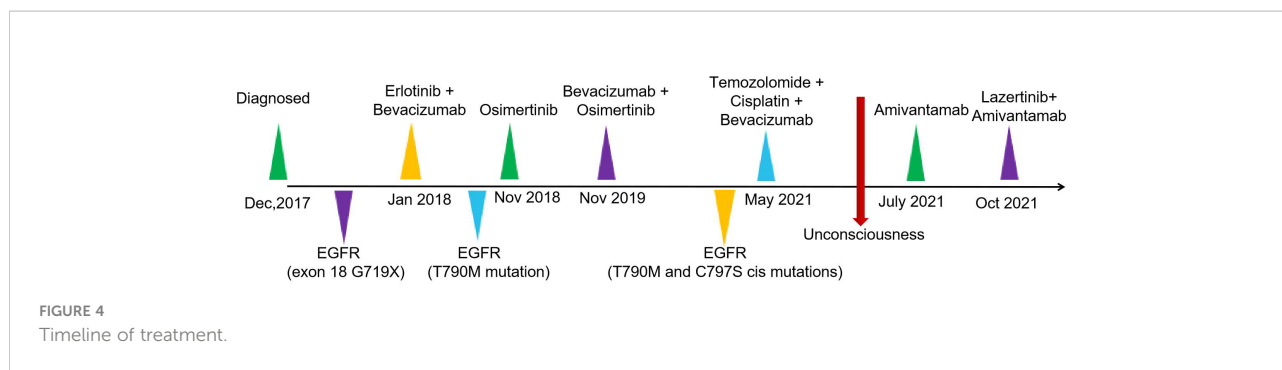 Diagnosed
Erlotinib +
Bevacizumab
Osimertinib
Bevacizumab +
Osimertinib
Temozolomide +
Cisplatin +
Bevacizumab
Amivantamab
Lazertinib+
Amivantamab
Dec,2017
Jan 2018
Nov 2018
Nov 2019
May 2021
July 2021
Oct 2021
EGFR
(exon 18 G719X)
EGFR
(T790M mutation)
EGFR
(T790M and C797S cis mutations)
Unconsciousness
FIGURE 4
Timeline of treatment.